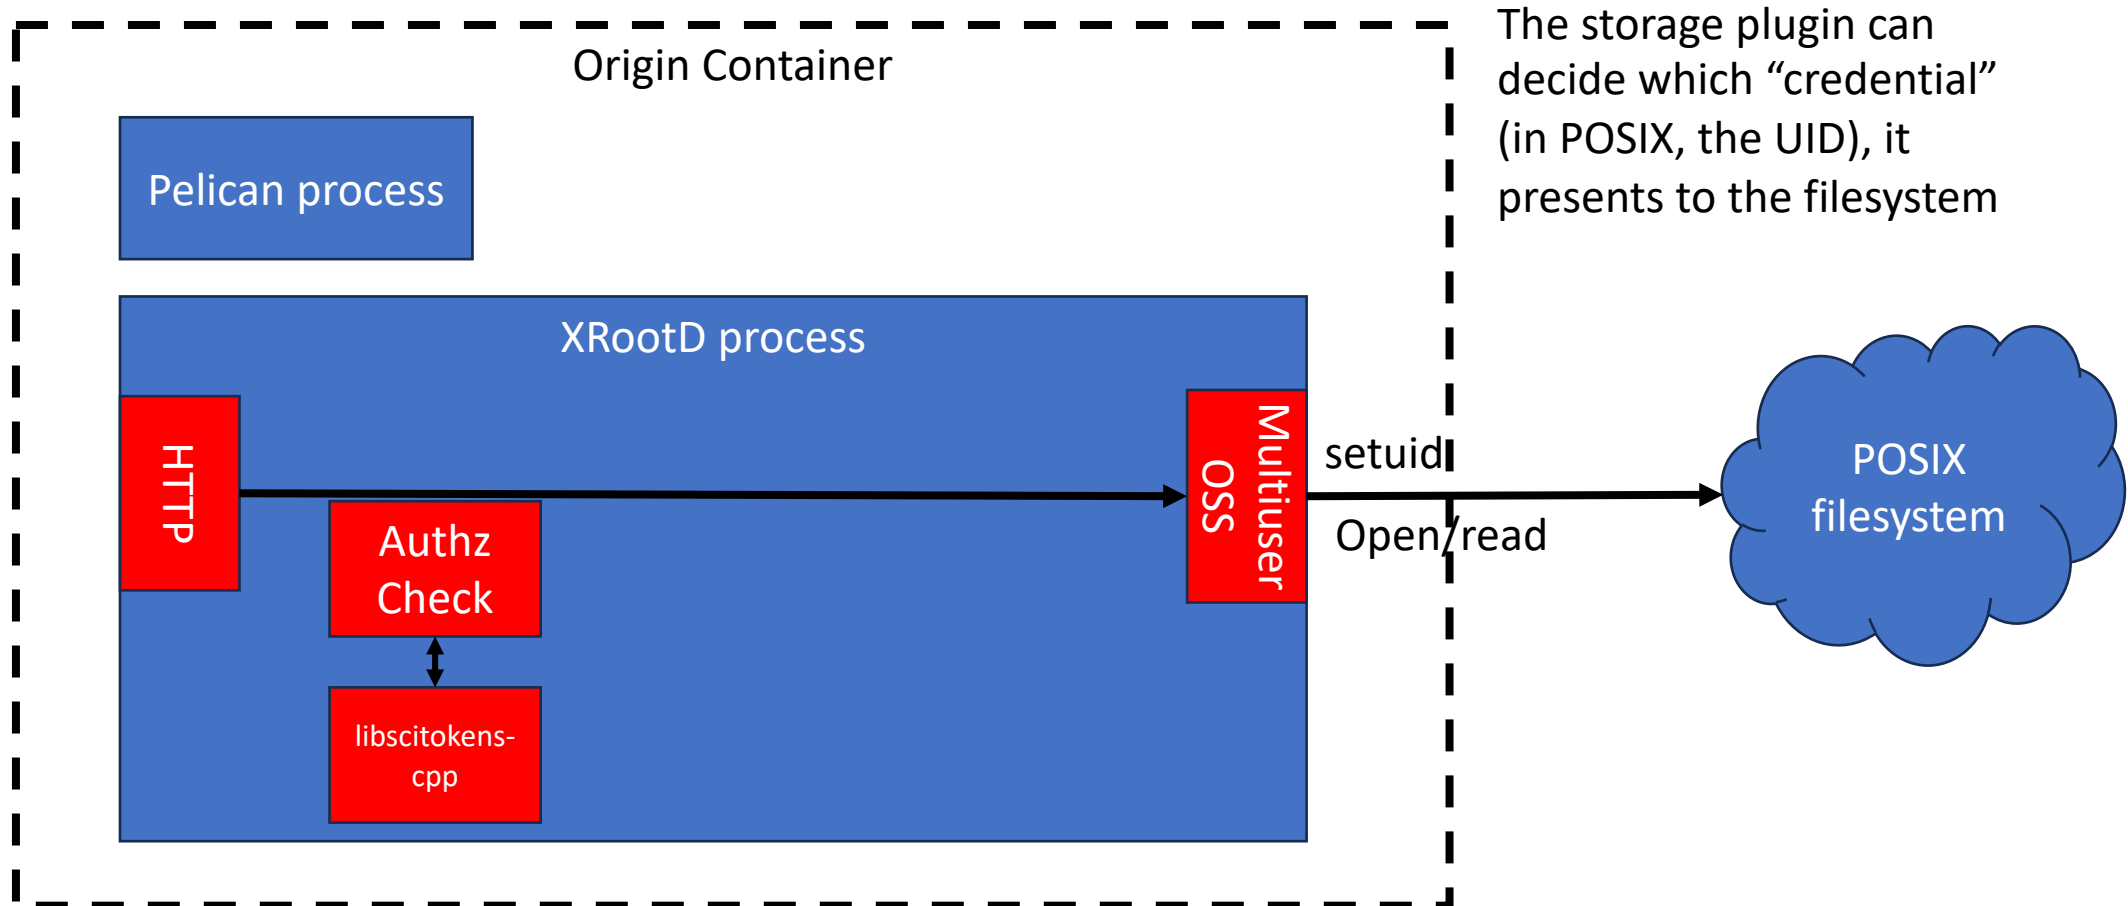 Origin Container
The storage plugin can
decide which “credential”
(in POSIX, the UID), it
presents to the filesystem
Pelican process
XRootD process
HTTP
Authz
Check
libscitokens-
cpp
Multiuser
OSS
setuid
Open/read
POSIX
filesystem